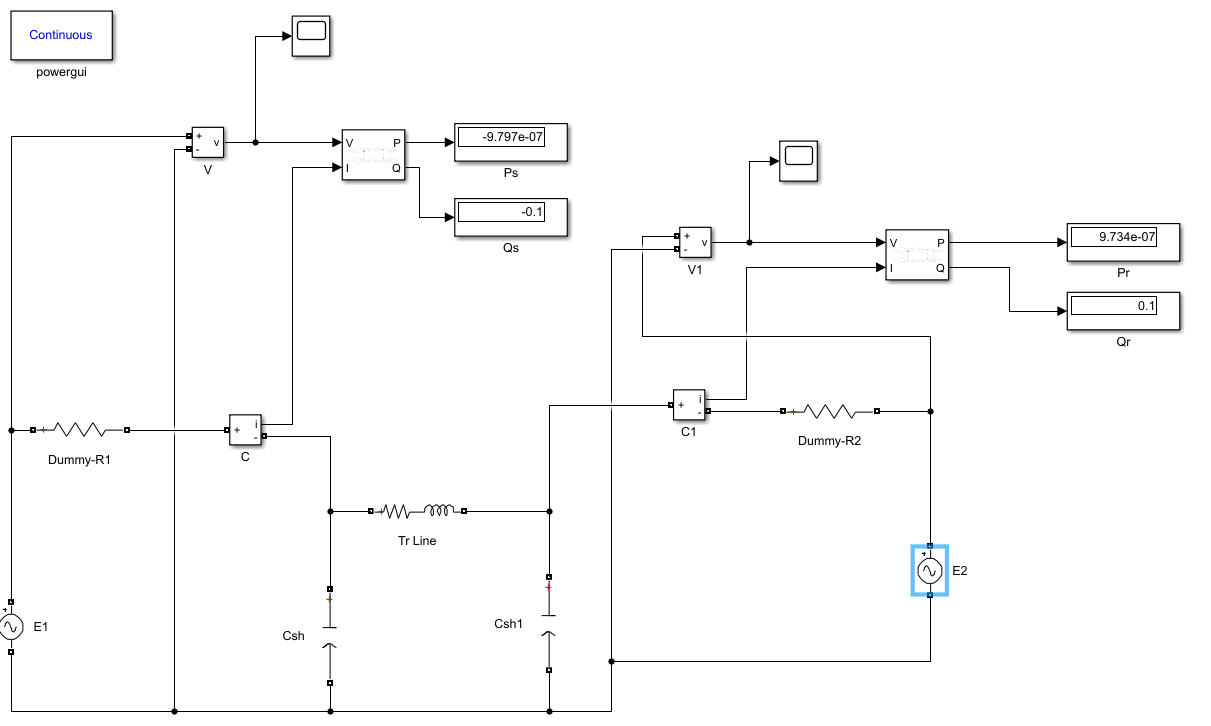 Continuous
powergui
+
-
v
V
V
I
P
Q
-9.797e-07
Ps
-0.1
Qs
+
-
v
V1
V
I
P
Q
9.734e-07
Pr
0.1
Qr
+
Dummy-R1
+
i
-
C
+
i
-
C1
+
Dummy-R2
+
Tr Line
+
Csh
+
Csh1
+
E1
+
E2